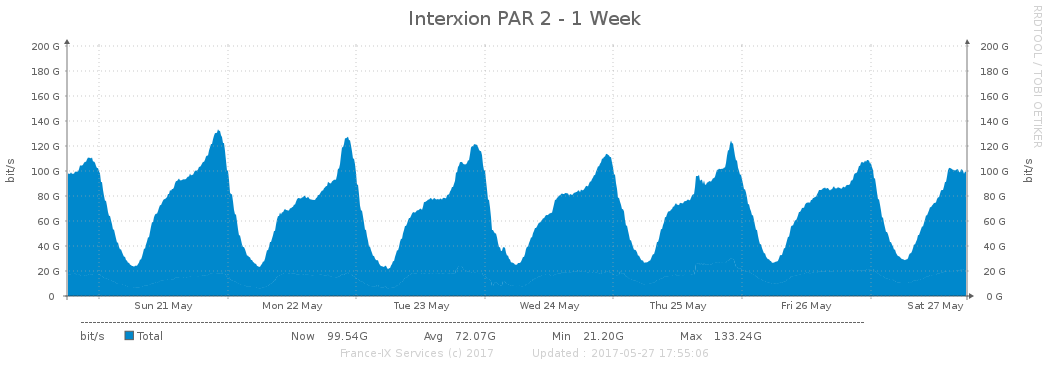 Interxion PAR 2 - 1 Week
RRDTOOL / TOBI OETIKER
200 G 200 G
180 G 180 G
160 G 160 G
140 G 140 G
120 G 120 G
100 G 100 G
80 G 80 G
60 G 60 G
40 G 40 G
20 G 20 G
0 0 G
bit/s
bit/s
Sun 21 May Mon 22 May Tue 23 May Wed 24 May Thu 25 May Fri 26 May Sat 27 May
bit/s Total Now 99.54G Avg 72.07G Min 21.20G Max 133.24G
France-IX Services (c) 2017 Updated : 2017-05-27 17:55:06